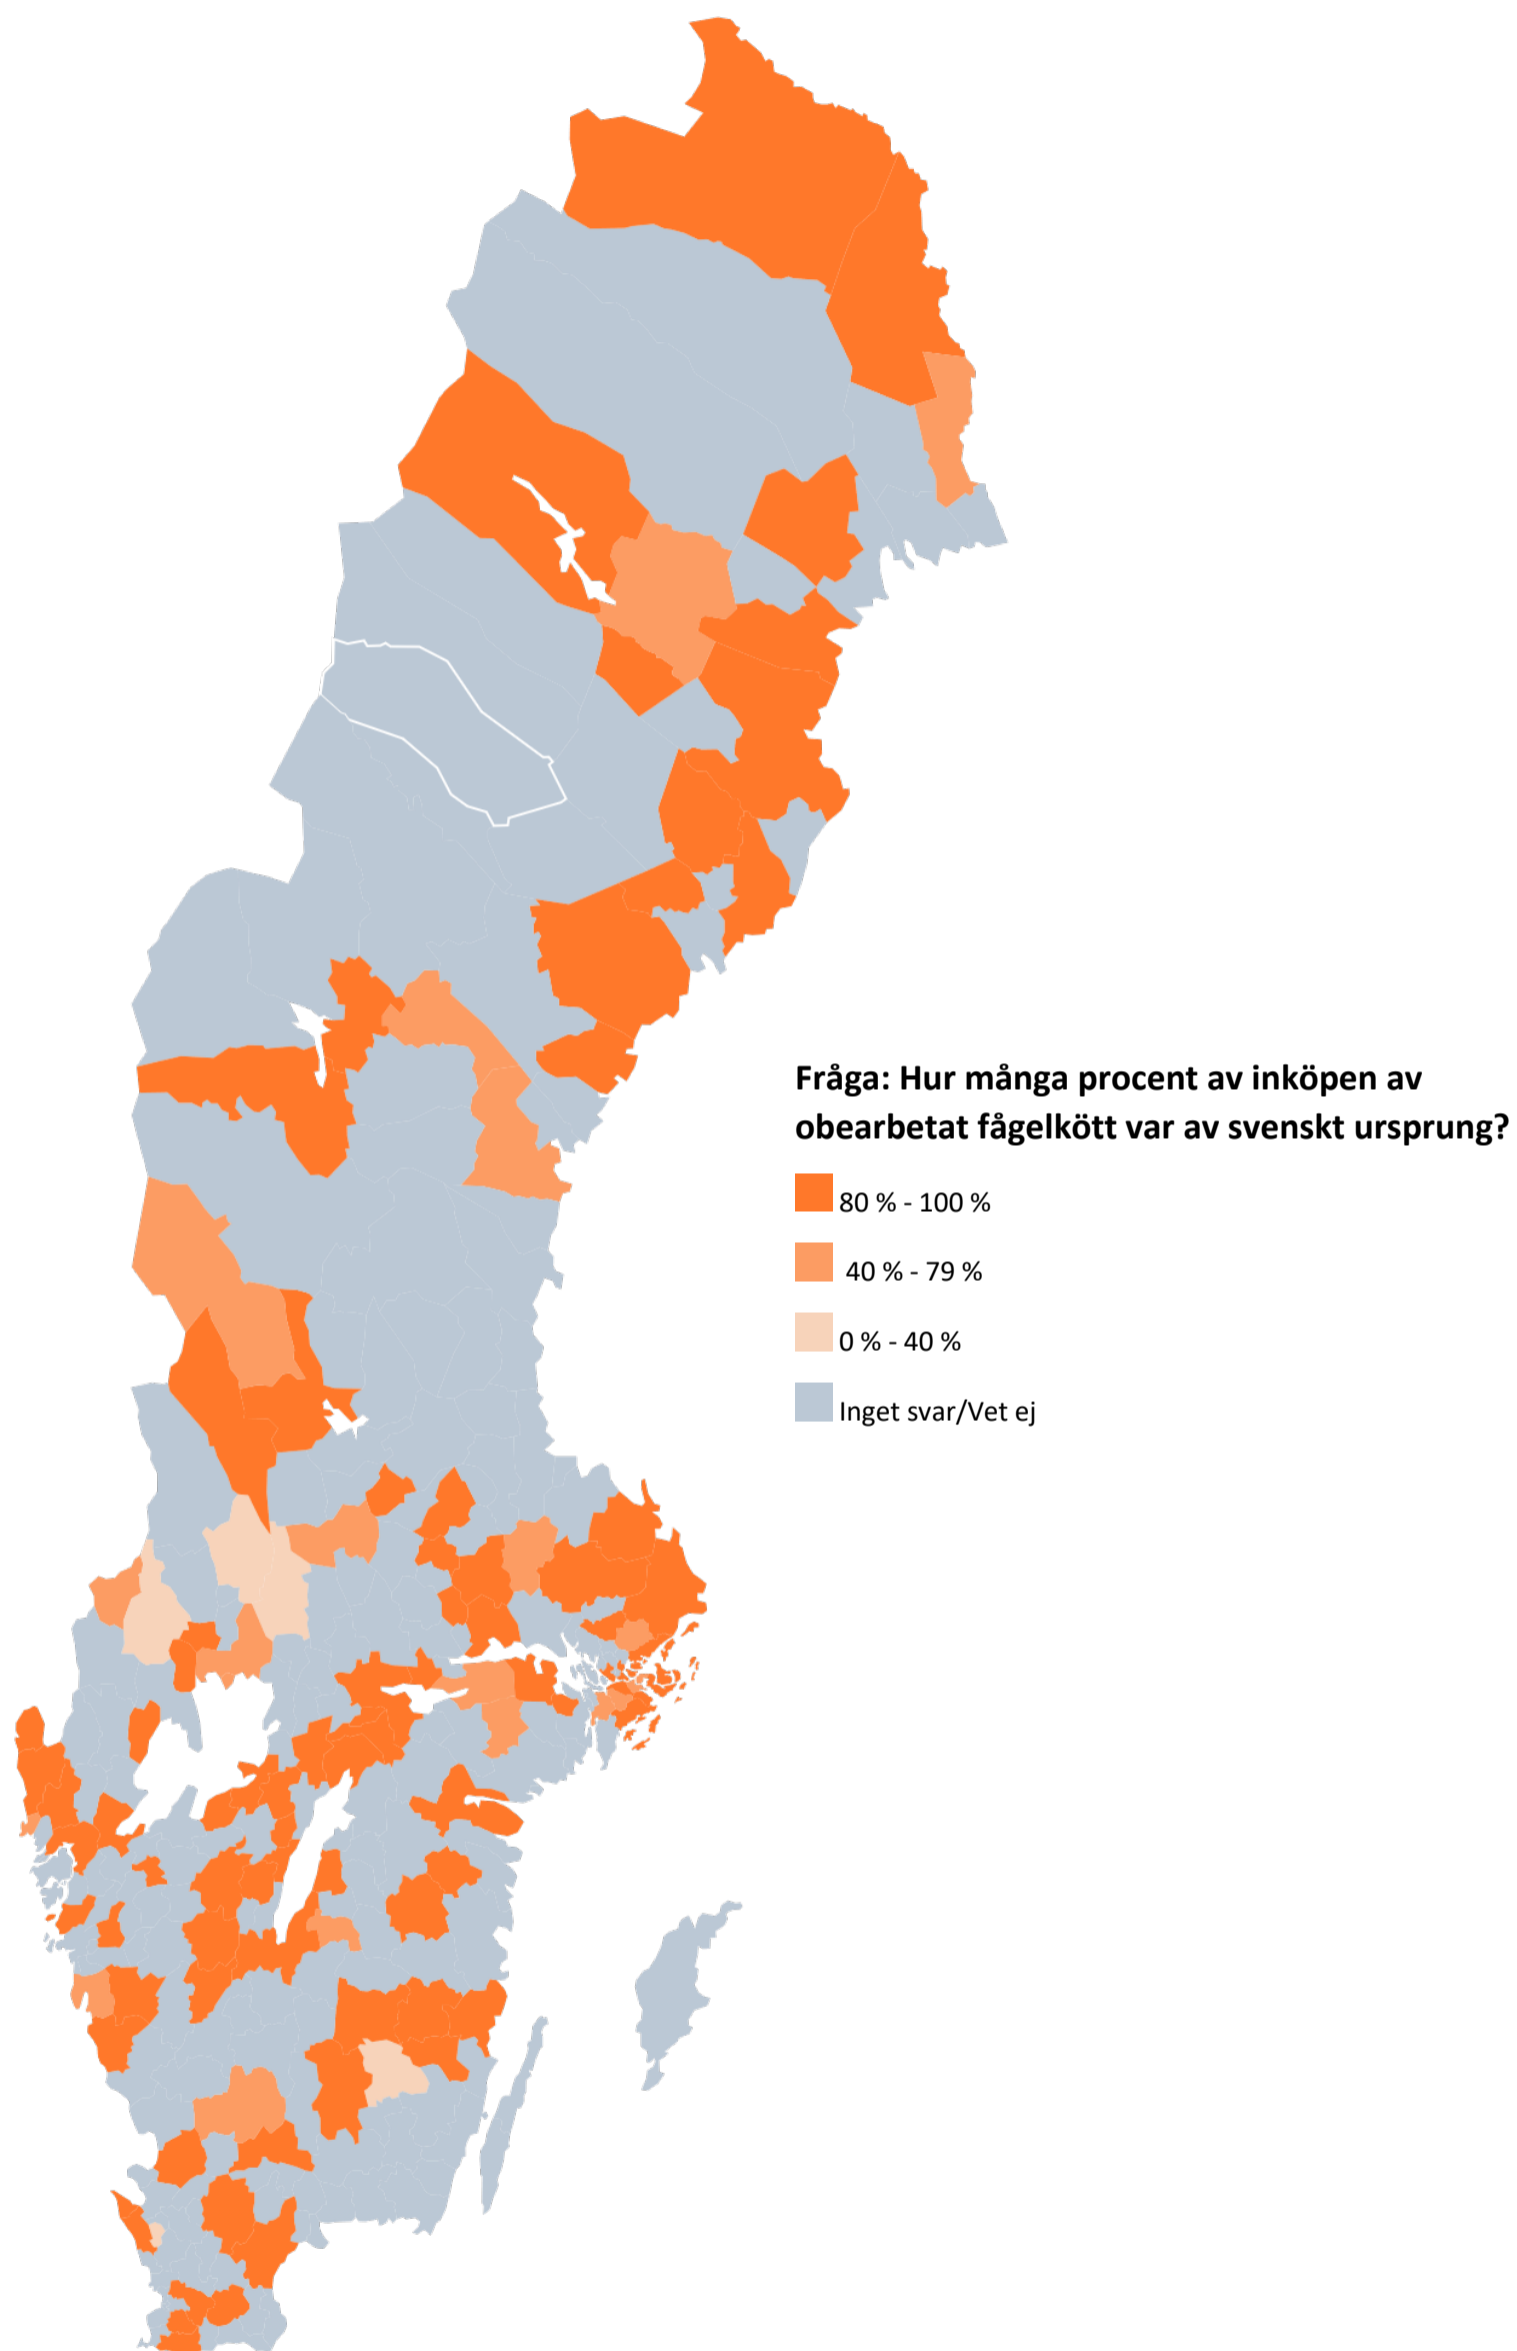 Fråga: Hur många procent av inköpen av
obearbetat fågelkött var av svenskt ursprung?
80 % - 100 %
40 % - 79 %
0 % - 40 %
Inget svar/Vet ej